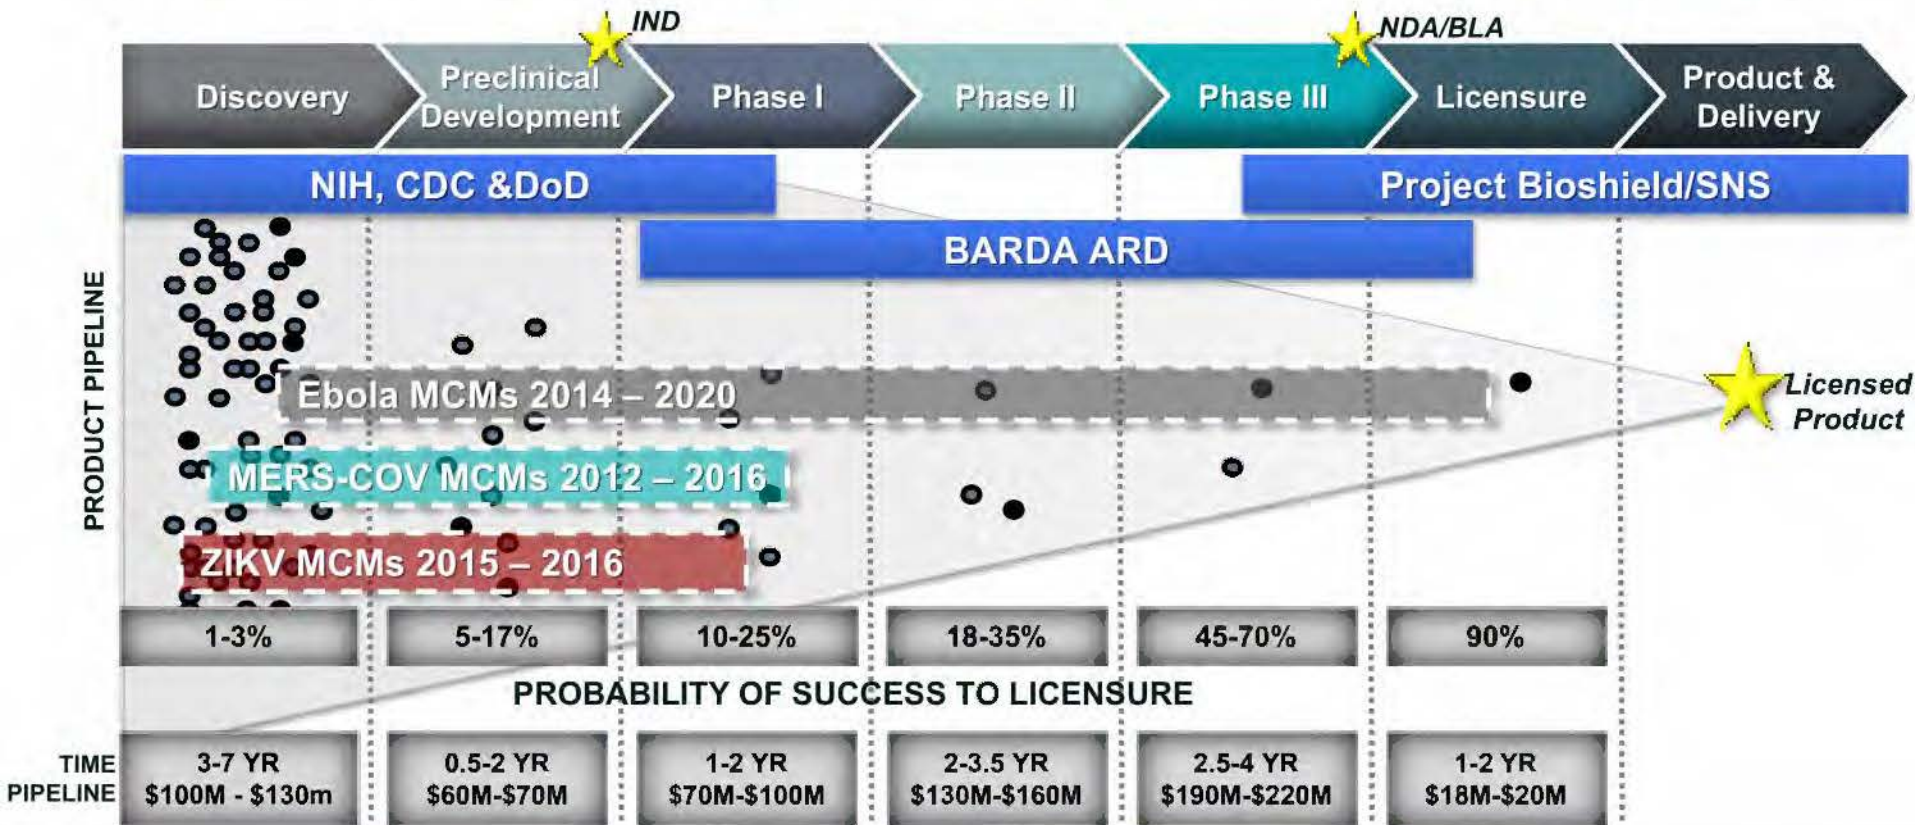 IND
NDA/BLA
Discovery
Preclinical
Development
Phase I
Phase II
Phase III
Licensure
Product &
Delivery
NIH, CDC &DoD
Project Bioshield/SNS
BARDA ARD
PRODUCT PIPELINE
Ebola MCMs 2014 – 2020
Licensed
Product
MERS-COV MCMs 2012 – 2016
ZIKV MCMs 2015 – 2016
1-3%
5-17%
10-25%
18-35%
45-70%
90%
PROBABILITY OF SUCCESS TO LICENSURE
TIME
PIPELINE
3-7 YR
$100M - $130m
0.5-2 YR
$60M-$70M
1-2 YR
$70M-$100M
2-3.5 YR
$130M-$160M
2.5-4 YR
$190M-$220M
1-2 YR
$18M-$20M